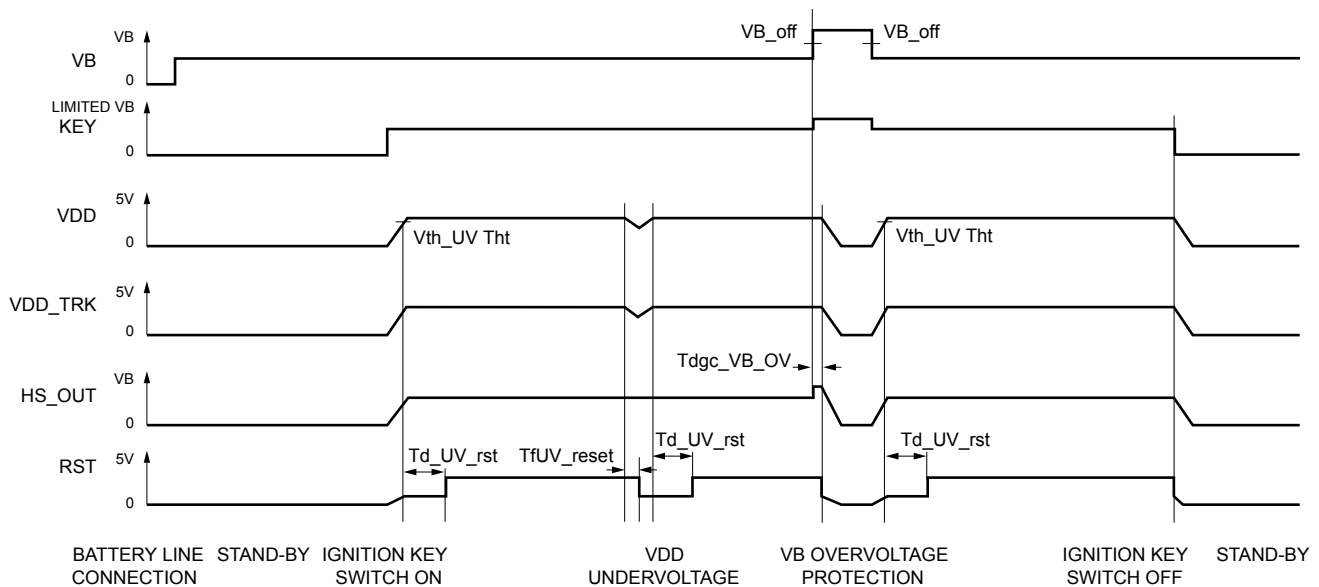 VB
VB_off
VB_off
VB
0
LIMITED VB
KEY
0
5V
VDD
Vth_UV Tht
Vth_UV Tht
0
5V
VDD_TRK
0
Tdgc_VB_OV
VB
HS_OUT
0
Td_UV_rst
5V
Td_UV_rst
TfUV_reset
Td_UV_rst
RST
0
BATTERY LINE CONNECTION
STAND-BY
IGNITION KEY SWITCH ON
VDD UNDERVOLTAGE
VB OVERVOLTAGE PROTECTION
IGNITION KEY SWITCH OFF
STAND-BY